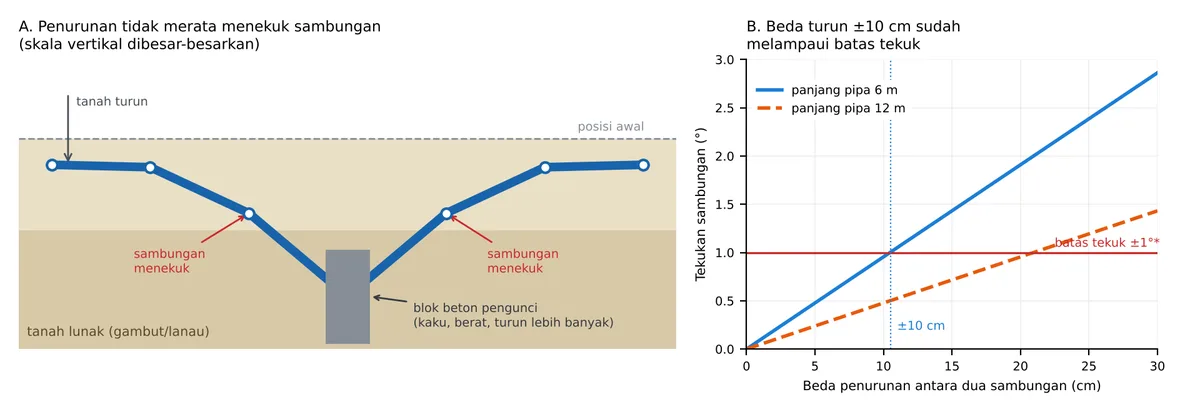 A. Penurunan tidak merata menekuk sambungan
(skala vertikal dibesar-besarkan)
tanah turun
posisi awal
sambungan
menekuk
sambungan
menekuk
blok beton pengunci
(kaku, berat, turun lebih banyak)
tanah lunak (gambut/lanau)
B. Beda turun ±10 cm sudah
melampaui batas tekuk
panjang pipa 6 m
panjang pipa 12 m
batas tekuk ±1°*
±10 cm
Tekukan sambungan (°)
3.0
2.5
2.0
1.5
1.0
0.5
0.0
0 5 10 15 20 25 30
Beda penurunan antara dua sambungan (cm)